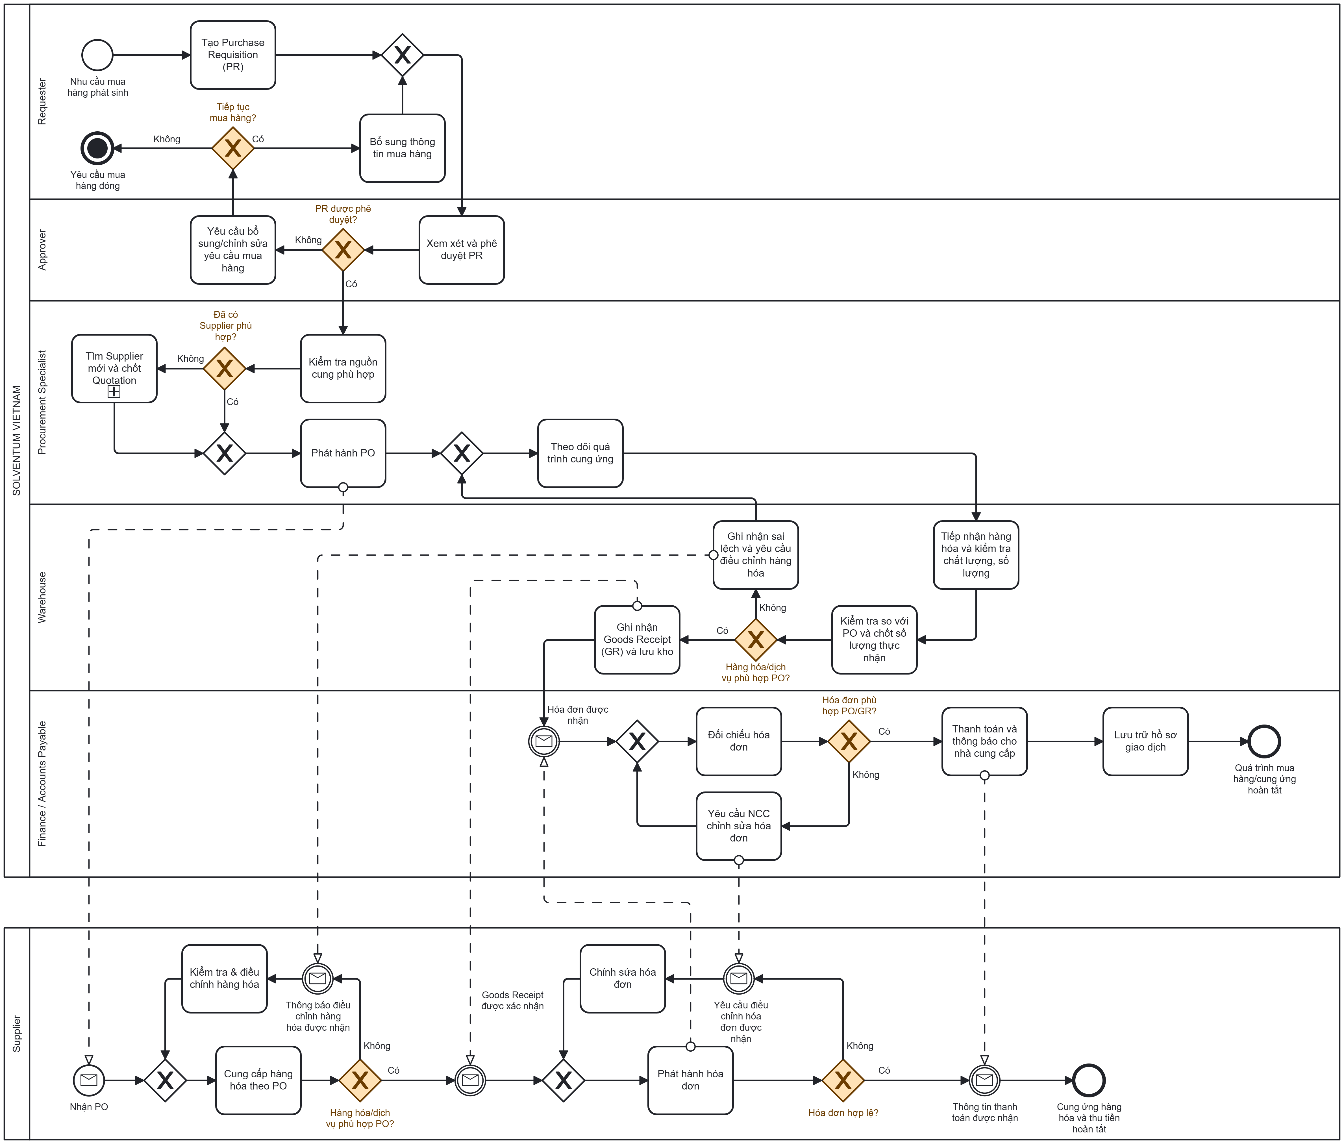 SOLVENTUM VIETNAM
Requester
Nhu cầu mua
hàng phát sinh
Tạo Purchase
Requisition
(PR)
Tiếp tục
mua hàng?
Không
Có
Yêu cầu mua
hàng đóng
Bổ sung thông
tin mua hàng
Approver
Yêu cầu bổ
sung/chỉnh sửa
yêu cầu mua
hàng
Không
PR được phê
duyệt?
Có
Xem xét và phê
duyệt PR
Procurement Specialist
Tìm Supplier
mới và chốt
Quotation
Không
Đã có
Supplier phù
hợp?
Có
Kiểm tra nguồn
cung phù hợp
Phát hành PO
Theo dõi quá
trình cung ứng
Warehouse
Ghi nhận sai
lệch và yêu cầu
điều chỉnh hàng
hóa
Tiếp nhận hàng
hóa và kiểm tra
chất lượng, số
lượng
Ghi nhận
Goods Receipt
(GR) và lưu kho
Có
Không
Hàng hóa/dịch
vụ phù hợp PO?
Kiểm tra so với
PO và chốt số
lượng thực
nhận
Finance / Accounts Payable
Hóa đơn được
nhận
Đối chiếu hóa
đơn
Hóa đơn phù
hợp PO/GR?
Có
Không
Thanh toán và
thông báo cho
nhà cung cấp
Lưu trữ hồ sơ
giao dịch
Quá trình mua
hàng/cung ứng
hoàn tất
Yêu cầu NCC
chỉnh sửa hóa
đơn
Supplier
Kiểm tra & điều
chỉnh hàng hóa
Thông báo điều
chỉnh hàng
hóa được nhận
Không
Goods Receipt
được xác nhận
Chỉnh sửa hóa
đơn
Yêu cầu điều
chỉnh hóa
đơn được
nhận
Không
Nhận PO
Cung cấp hàng
hóa theo PO
Có
Hàng hóa/dịch
vụ phù hợp PO?
Phát hành hóa
đơn
Có
Hóa đơn hợp lệ?
Thông tin thanh
toán được nhận
Cung ứng hàng
hóa và thu tiền
hoàn tất